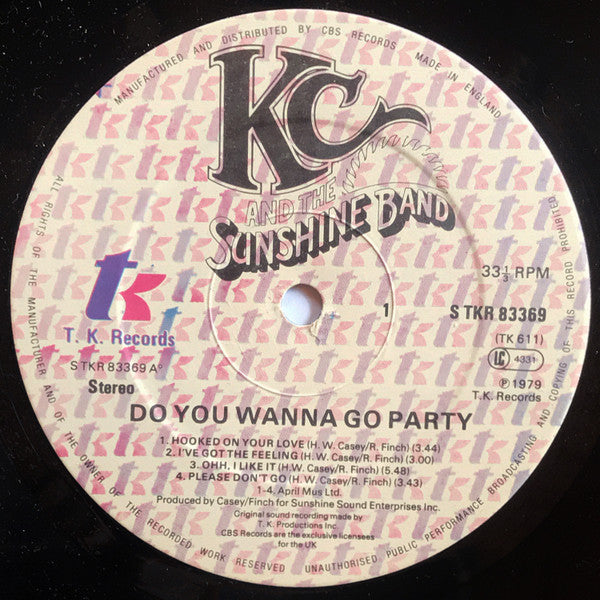 MANUFACTURED AND DISTRIBUTED BY CBS RECORDS MADE IN ENGLAND
KC
AND THE
SUNSHINE BAND
tk
T. K. Records
S TKR 83369 A°
Stereo
33⅓ RPM
1
S TKR 83369
(TK 611)
LC 4331
℗ 1979
T.K. Records
DO YOU WANNA GO PARTY
1. HOOKED ON YOUR LOVE (H. W. Casey/R. Finch) (3.44)
2. I'VE GOT THE FEELING (H. W. Casey/R. Finch) (3.00)
3. OHH, I LIKE IT (H. W. Casey/R. Finch) (5.48)
4. PLEASE DON'T GO (H. W. Casey/R. Finch) (3.43)
1-4. April Mus Ltd.
Produced by Casey/Finch for Sunshine Sound Enterprises Inc.
Original sound recording made by
T. K. Productions Inc.
CBS Records are the exclusive licensees
for the UK
ALL RIGHTS OF THE MANUFACTURER AND OF THE OWNER OF THE RECORDED WORK RESERVED UNAUTHORISED PUBLIC PERFORMANCE BROADCASTING AND COPYING OF THIS RECORD PROHIBITED